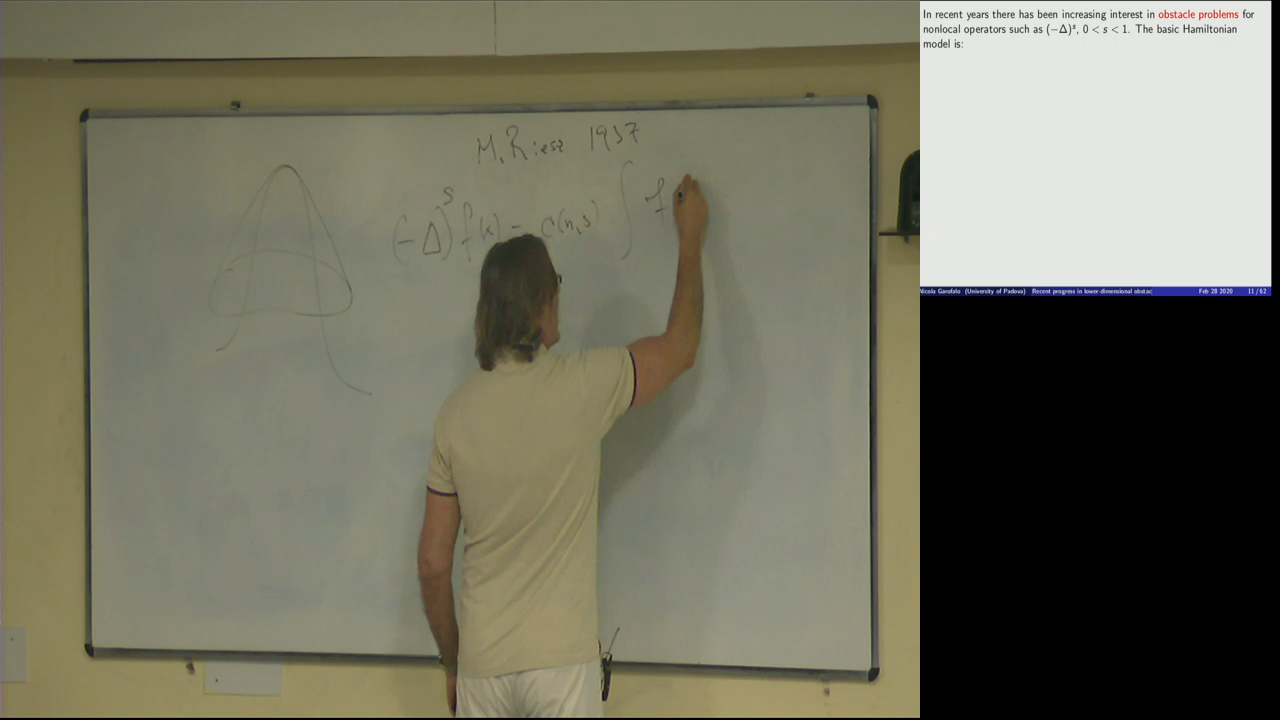 M. Riesz 1937
(-Δ)^s f(x) = c(n,s) ∫ f
In recent years there has been increasing interest in obstacle problems for
nonlocal operators such as (−Δ)^s, 0 < s < 1. The basic Hamiltonian
model is:
Nicola Garofalo (University of Padova) Recent progress in lower-dimensional obstac Feb 28 2020 11 / 62